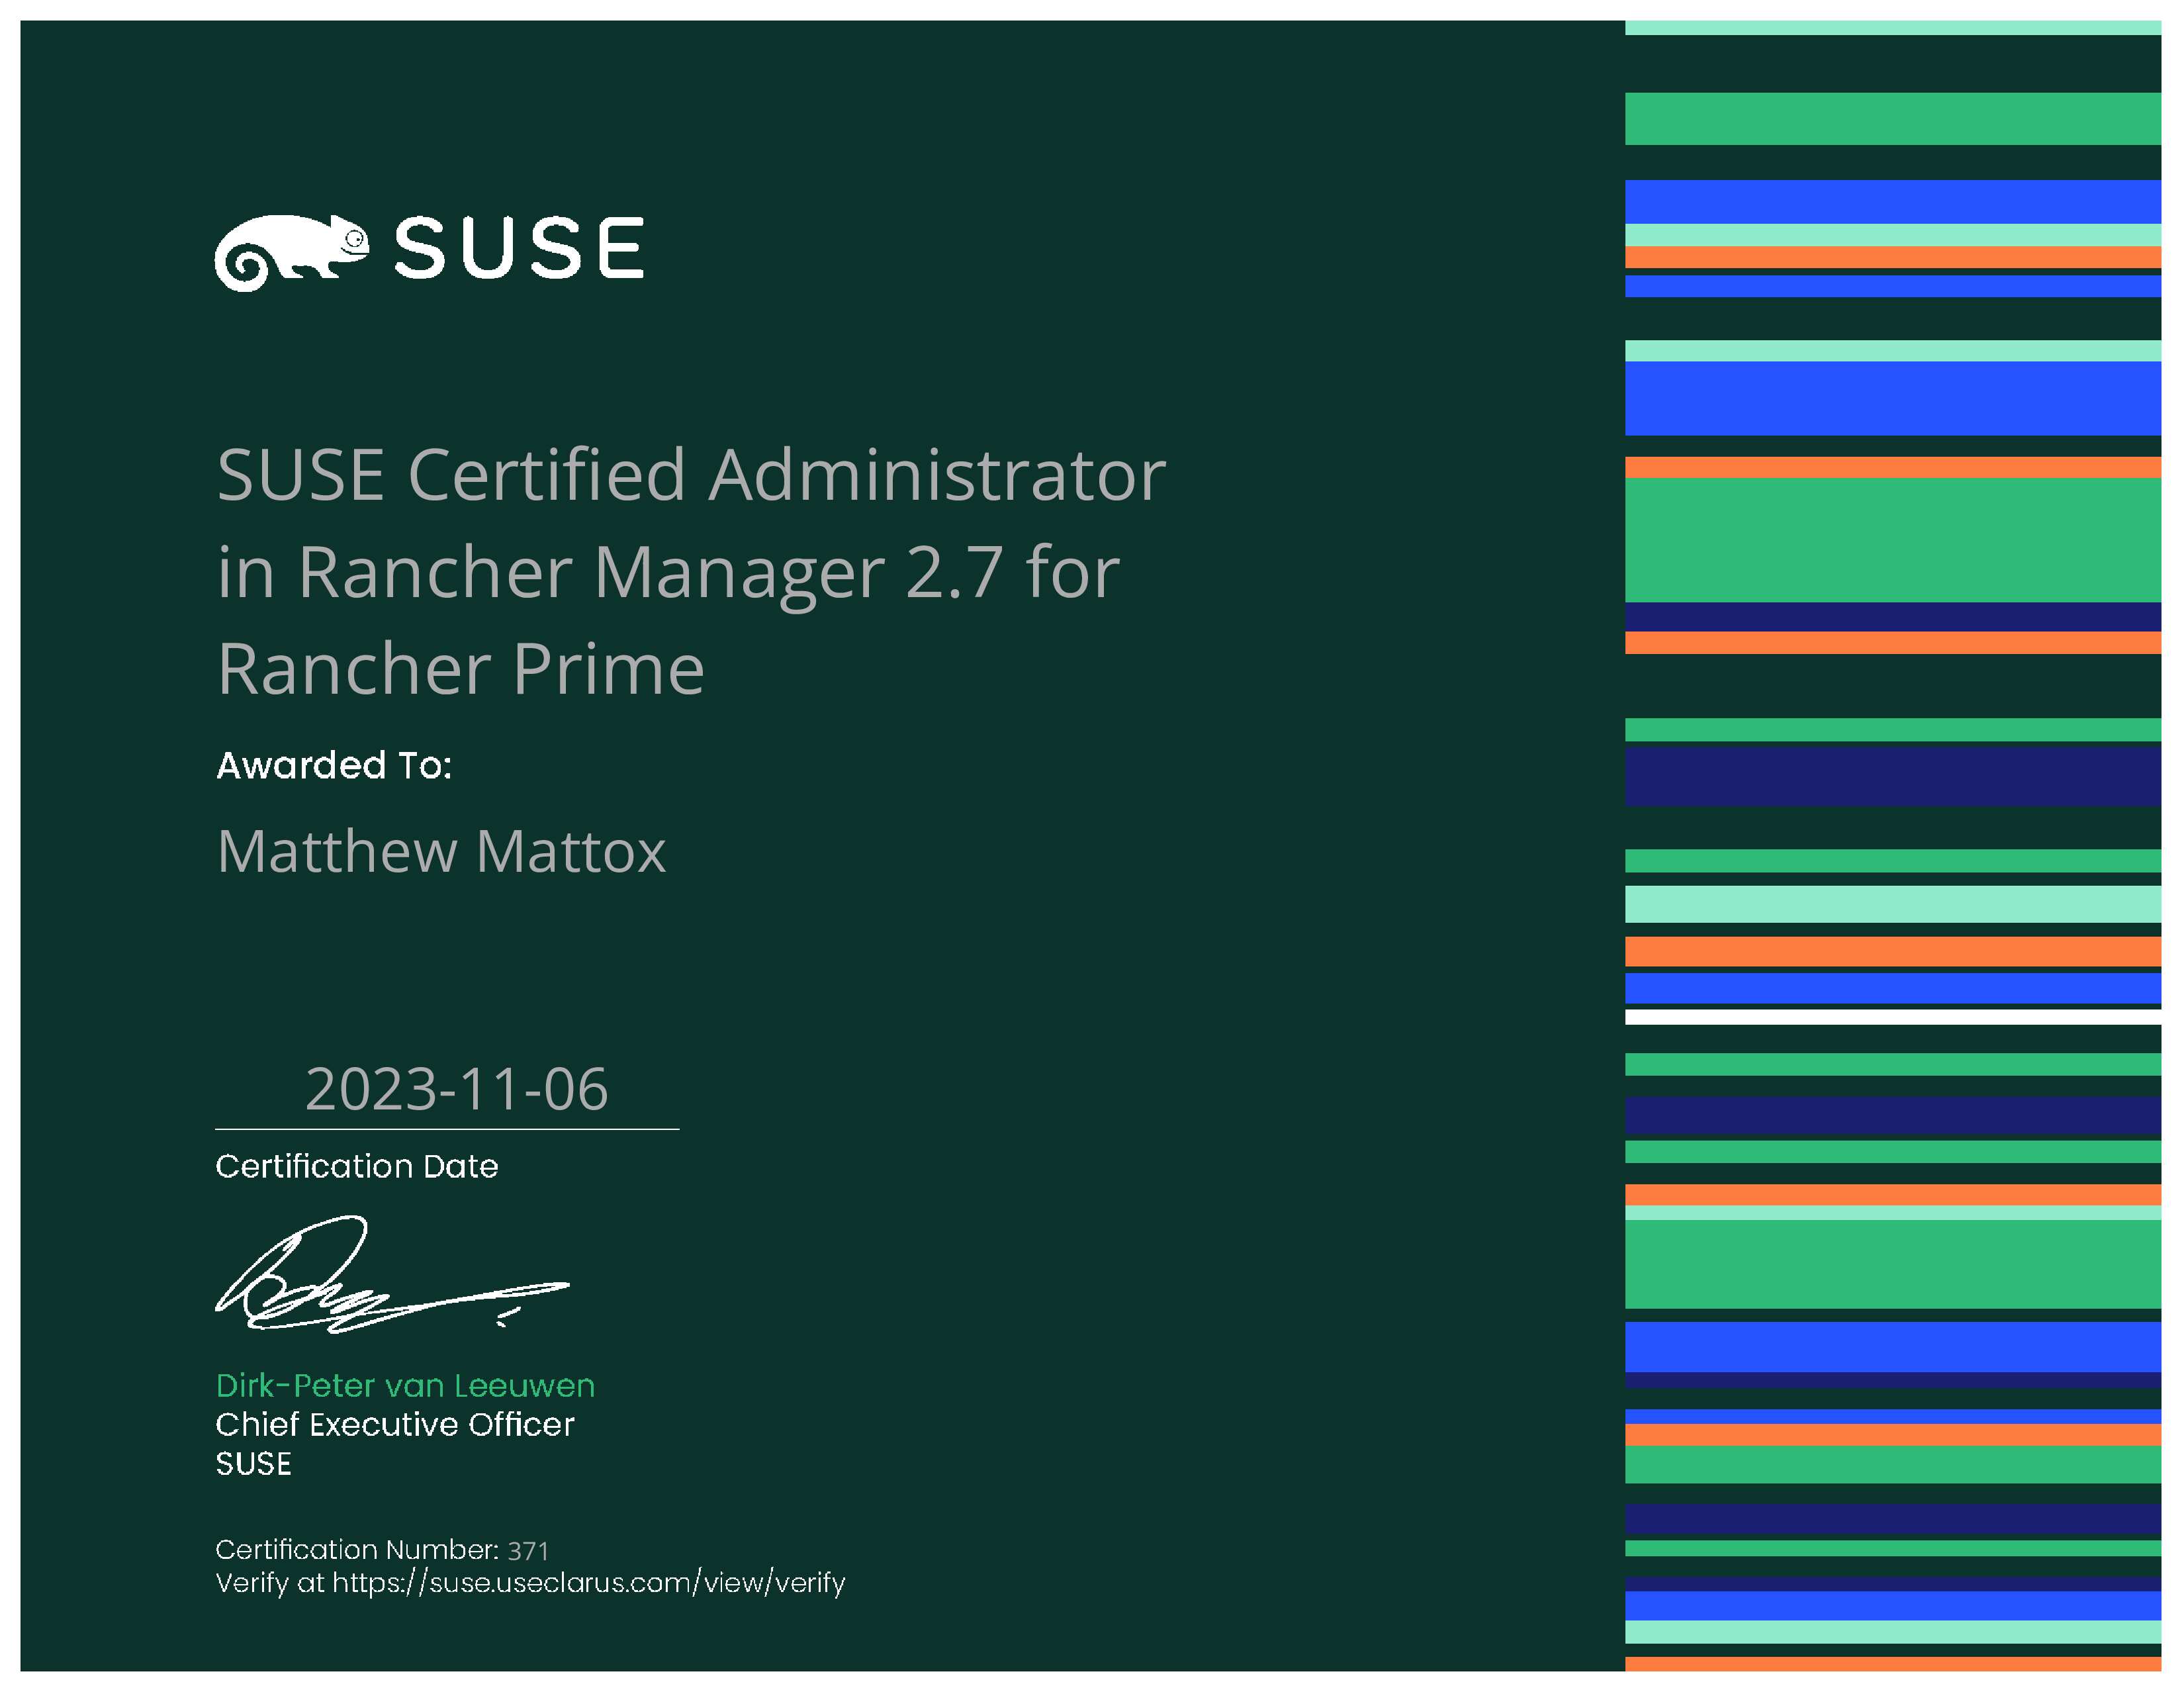 SUSE
SUSE Certified Administrator
in Rancher Manager 2.7 for
Rancher Prime
Awarded To:
Matthew Mattox
2023-11-06
Certification Date
Dirk-Peter van Leeuwen
Chief Executive Officer
SUSE
Certification Number: 371
Verify at https://suse.useclarus.com/view/verify